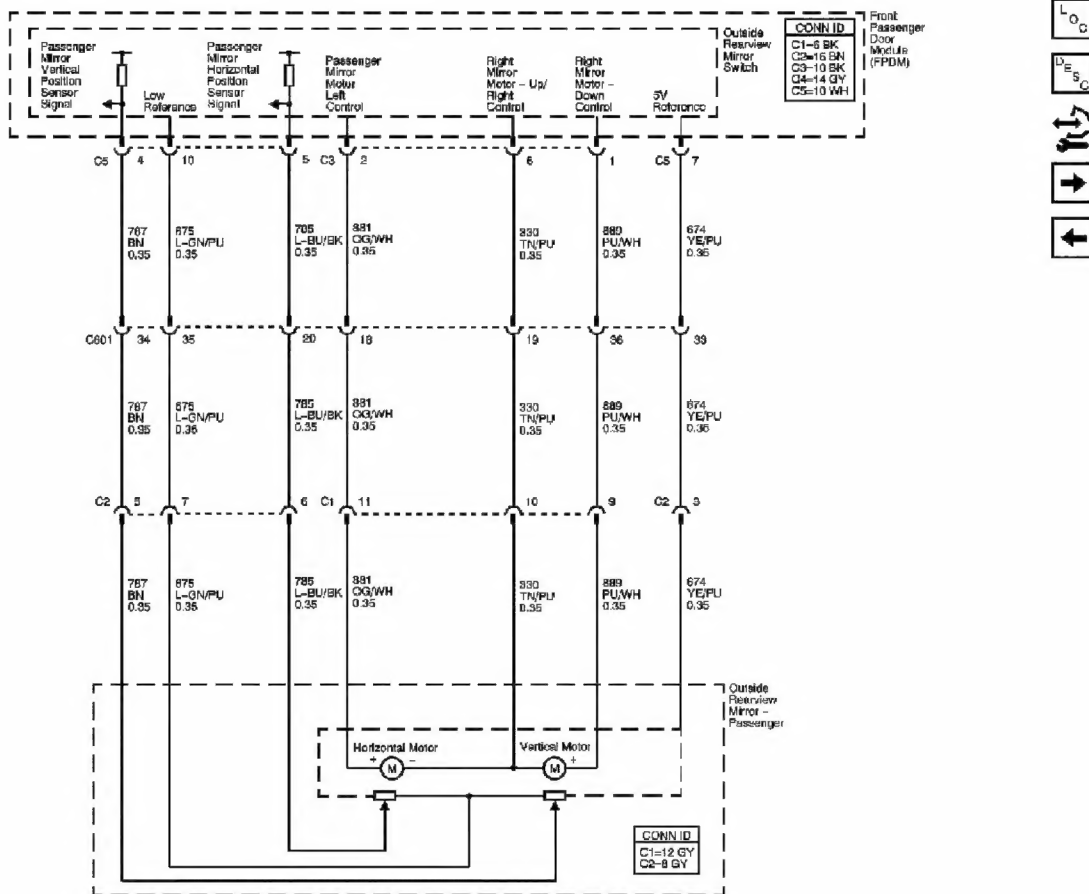 Front
Passenger
Door
Module
(FPDM)
Outside
Rearview
Mirror
Switch
CONN ID
C1=6 BK
C2=16 BN
C3=10 BK
C4=14 GY
C5=10 WH
Passenger
Mirror
Vertical
Position
Sensor
Signal
Low
Reference
Passenger
Mirror
Horizontal
Position
Sensor
Signal
Passenger
Mirror
Motor
Left
Control
Right
Mirror
Motor – Up/
Right
Control
Right
Mirror
Motor –
Down
Control
5V
Reference
C5 4 10 5 C3 2 6 1 C5 7
787
BN
0.35
675
L-GN/PU
0.35
785
L-BU/BK
0.35
881
OG/WH
0.35
330
TN/PU
0.35
889
PU/WH
0.35
674
YE/PU
0.35
C601 34 35 20 18 19 36 33
787
BN
0.35
675
L-GN/PU
0.35
785
L-BU/BK
0.35
881
OG/WH
0.35
330
TN/PU
0.35
889
PU/WH
0.35
674
YE/PU
0.35
C2 5 7 6 C1 11 10 9 C2 3
787
BN
0.35
675
L-GN/PU
0.35
785
L-BU/BK
0.35
881
OG/WH
0.35
330
TN/PU
0.35
889
PU/WH
0.35
674
YE/PU
0.35
Outside
Rearview
Mirror –
Passenger
Horizontal Motor
+ M –
Vertical Motor
M +
CONN ID
C1=12 GY
C2=8 GY
LOC
DESC